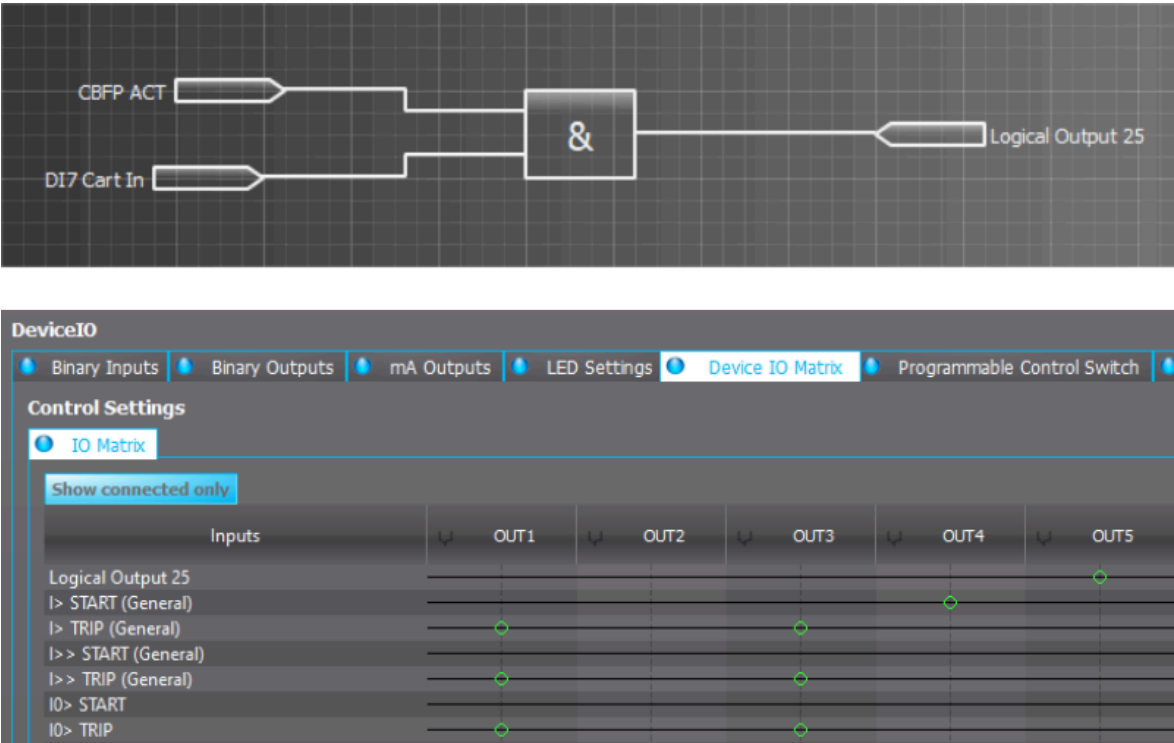 CBFP ACT
&
Logical Output 25
DI7 Cart In
DeviceIO
Binary Inputs Binary Outputs mA Outputs LED Settings Device IO Matrix Programmable Control Switch
Control Settings
IO Matrix
Show connected only
Inputs OUT1 OUT2 OUT3 OUT4 OUT5
Logical Output 25
I> START (General)
I> TRIP (General)
I>> START (General)
I>> TRIP (General)
I0> START
I0> TRIP